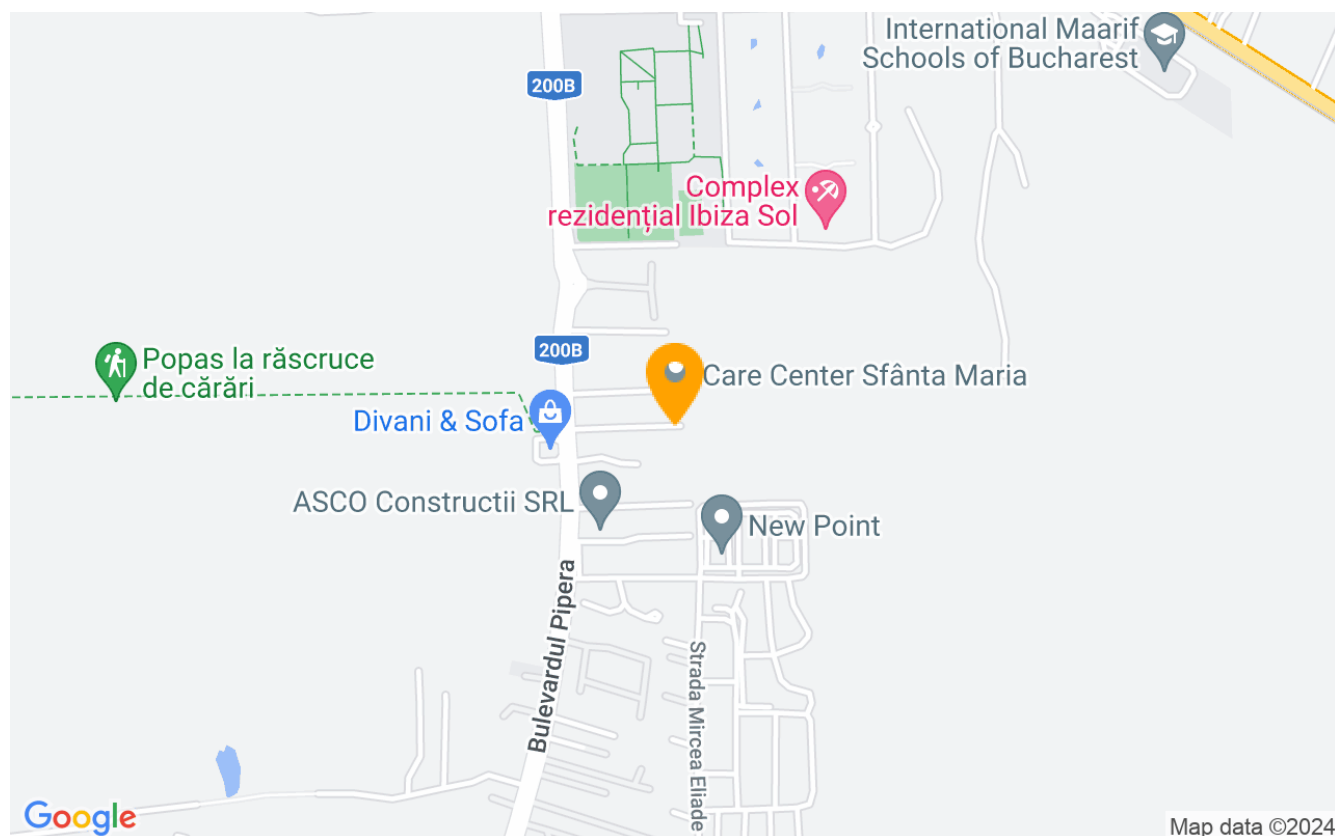 International Maarif
Schools of Bucharest
200B
Complex
rezidențial Ibiza Sol
200B
Popas la răscruce
de cărări
Care Center Sfânta Maria
Divani & Sofa
ASCO Constructii SRL
New Point
Bulevardul Pipera
Strada Mircea Eliade
Google
Map data ©2024